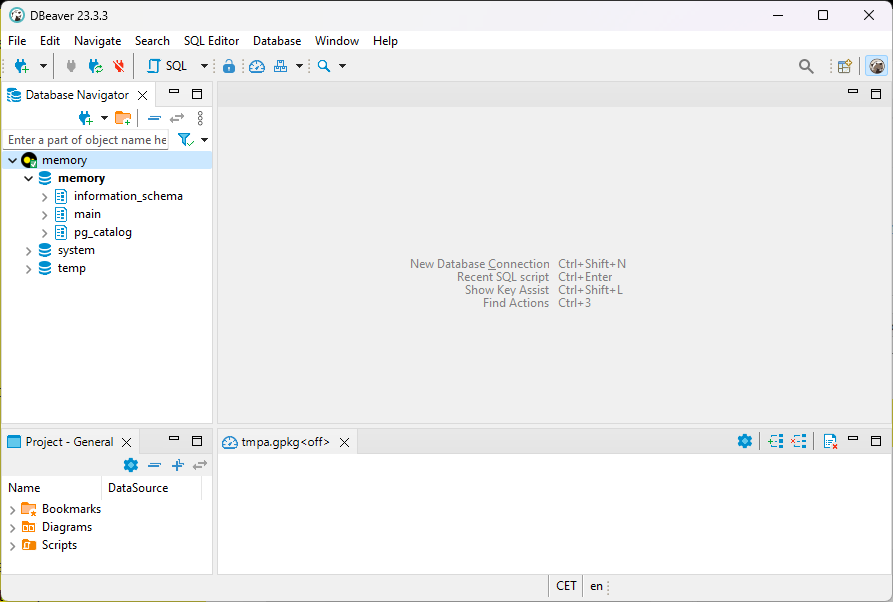 DBeaver 23.3.3
File Edit Navigate Search SQL Editor Database Window Help
SQL
Database Navigator
Enter a part of object name he
memory
memory
information_schema
main
pg_catalog
system
temp
New Database Connection Ctrl+Shift+N
Recent SQL script Ctrl+Enter
Show Key Assist Ctrl+Shift+L
Find Actions Ctrl+3
Project - General
Name DataSource
Bookmarks
Diagrams
Scripts
tmpa.gpkg<off>
CET en